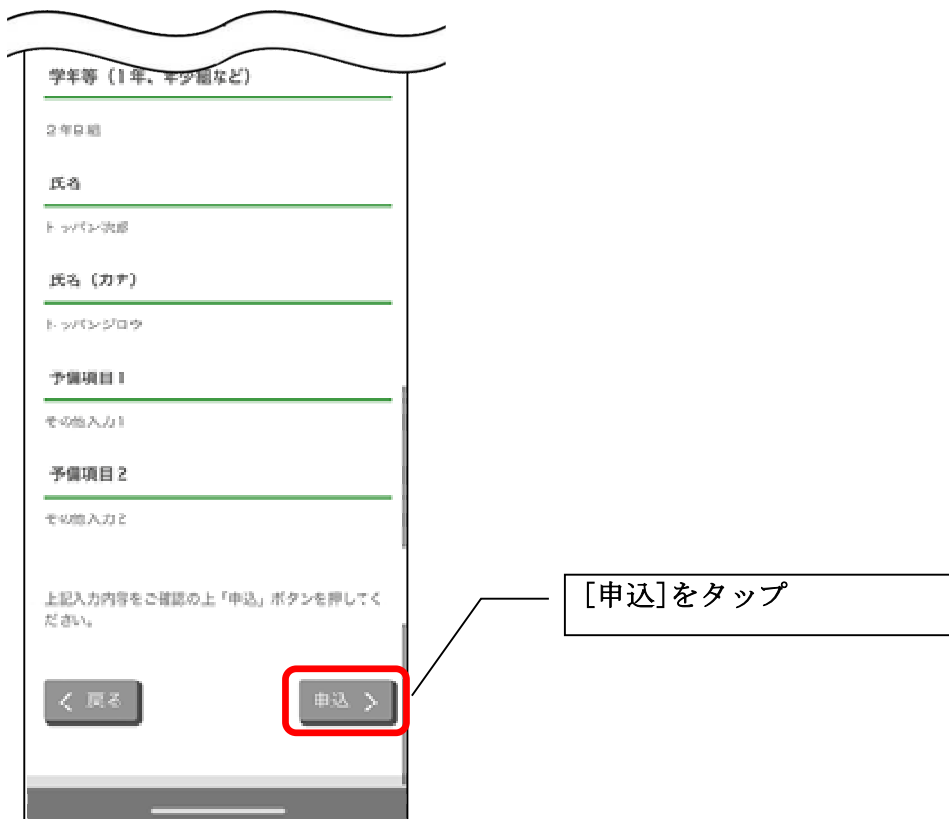 学年等（1年、年少組など）
2年B組
氏名
トッパン次郎
氏名（カナ）
トッパンジロウ
予備項目1
その他入力1
予備項目2
その他入力2
上記入力内容をご確認の上「申込」ボタンを押してく
ださい。
< 戻る
申込 >
[申込]をタップ